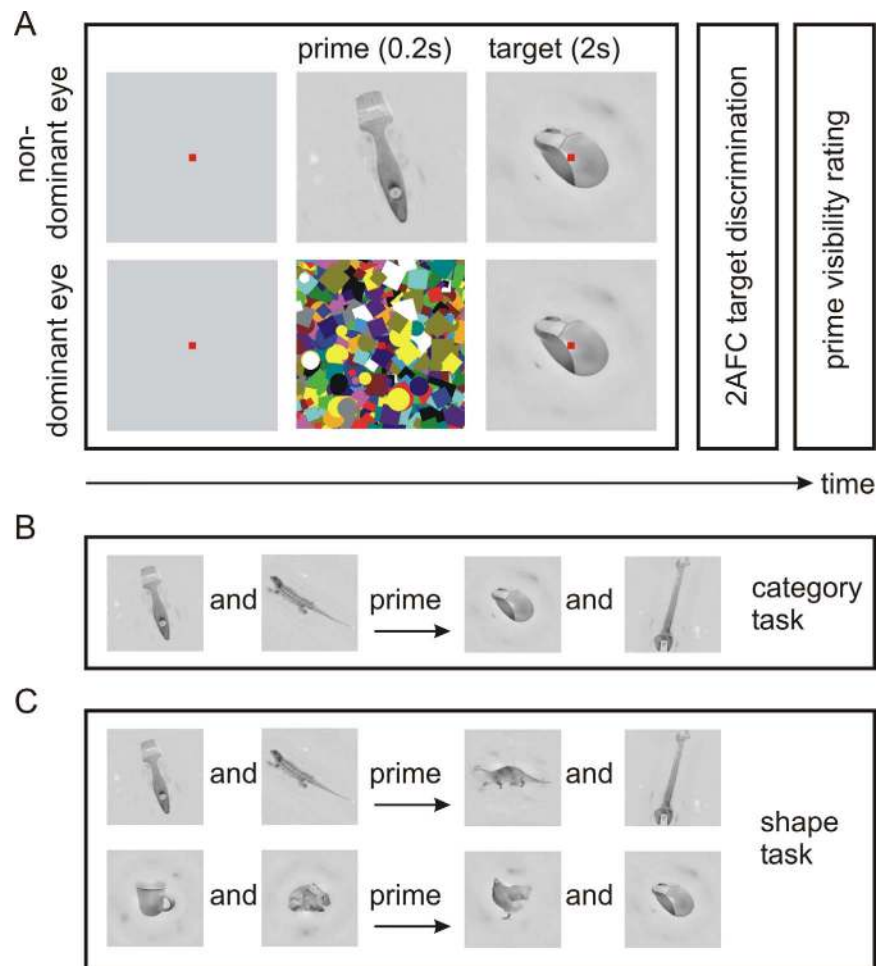 A
prime (0.2s)
target (2s)
non-
dominant eye
dominant eye
2AFC target discrimination
prime visibility rating
time
B
and
prime
and
category
task
C
and
prime
and
and
prime
and
shape
task